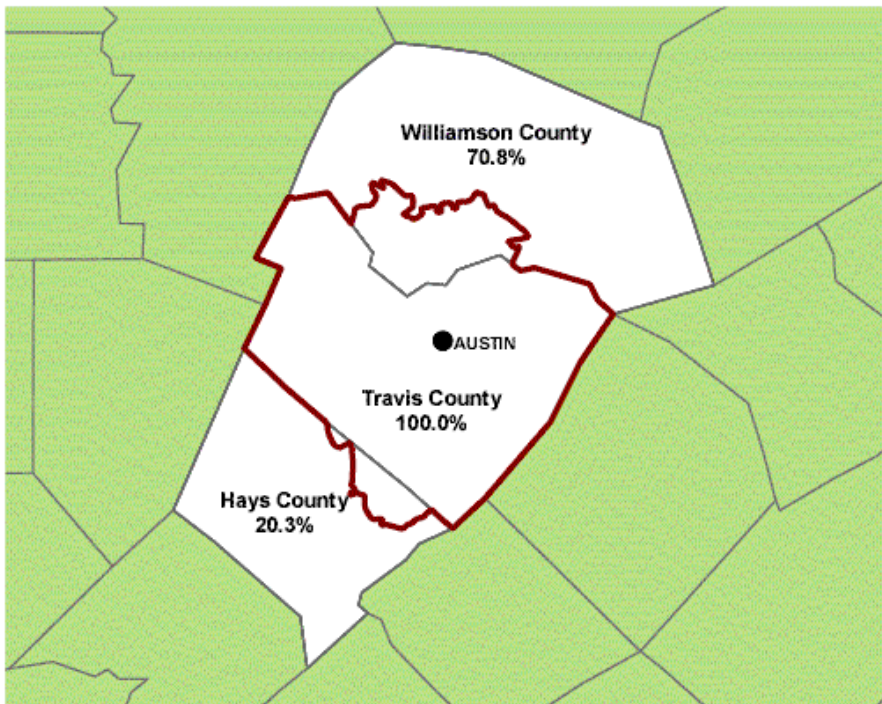 Williamson County
70.8%
AUSTIN
Travis County
100.0%
Hays County
20.3%